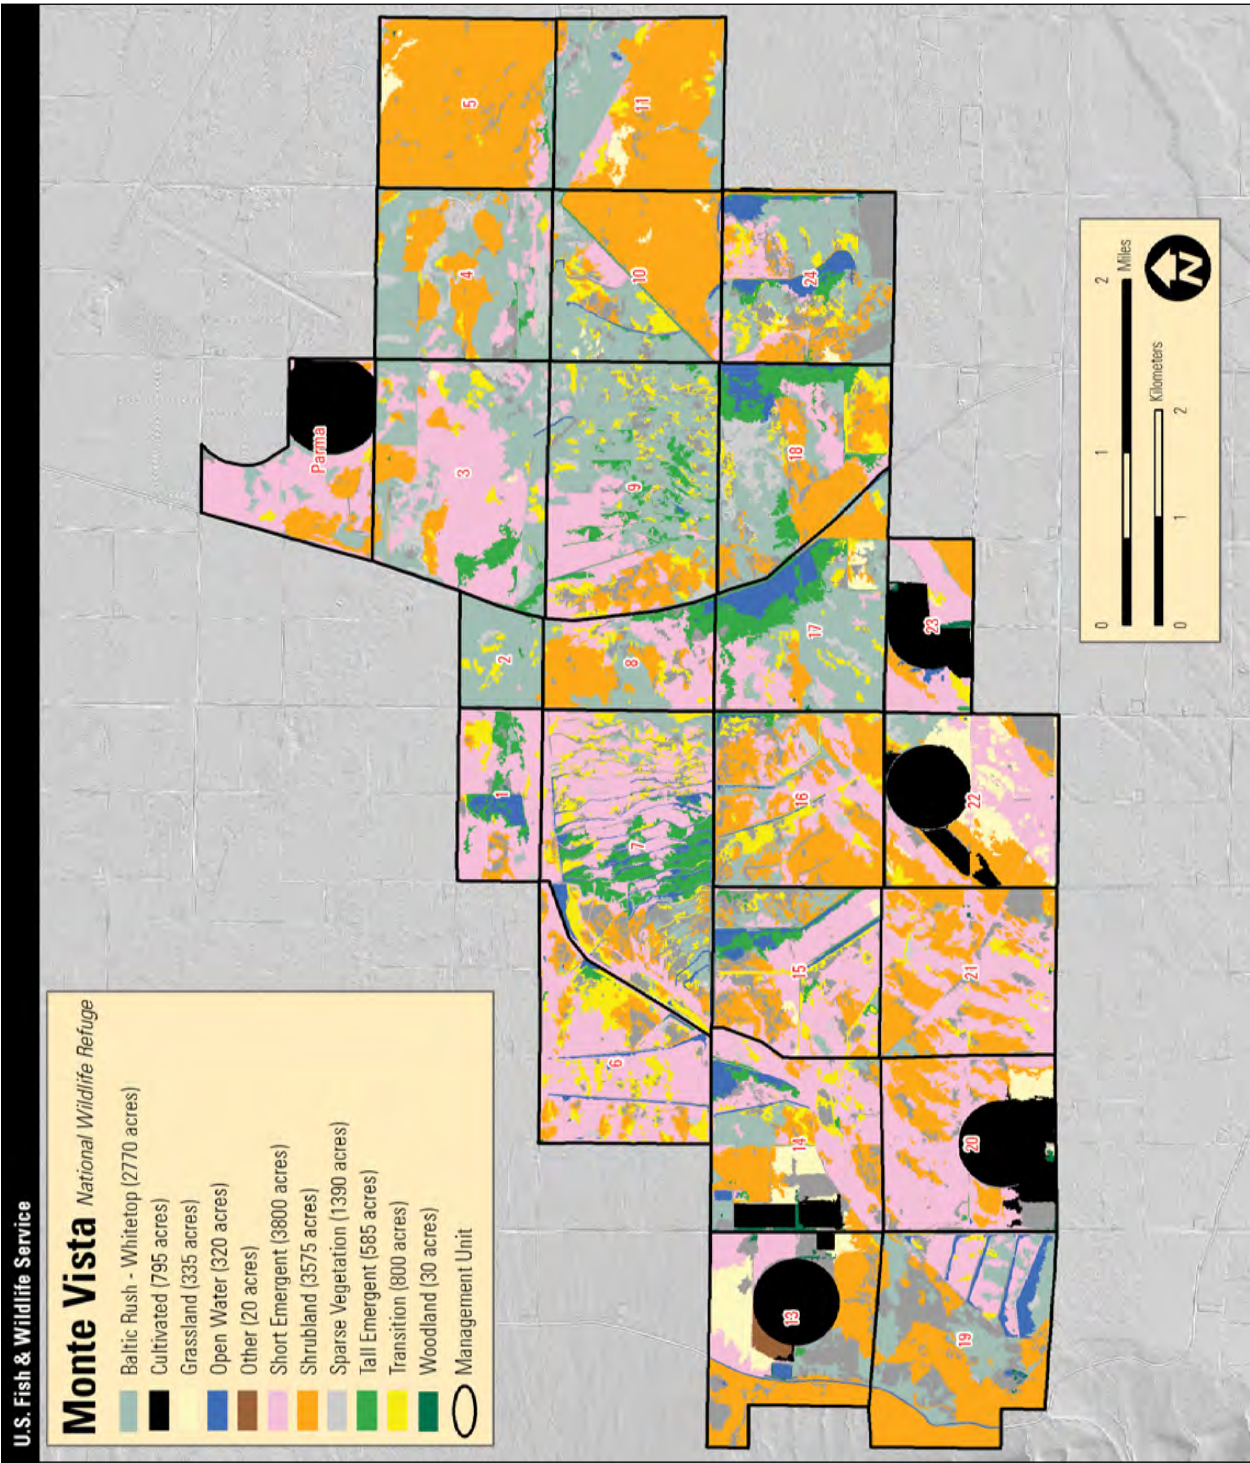 U.S. Fish & Wildlife Service
Monte Vista National Wildlife Refuge
Baltic Rush - Whitetop (2770 acres)
Cultivated (795 acres)
Grassland (335 acres)
Open Water (320 acres)
Other (20 acres)
Short Emergent (3800 acres)
Shrubland (3575 acres)
Sparse Vegetation (1390 acres)
Tall Emergent (585 acres)
Transition (800 acres)
Woodland (30 acres)
Management Unit
Parma
5
11
4
10
24
3
9
18
2
8
17
23
1
7
16
22
6
15
21
14
20
13
19
0 1 2
Miles
Kilometers
0 1 2
N